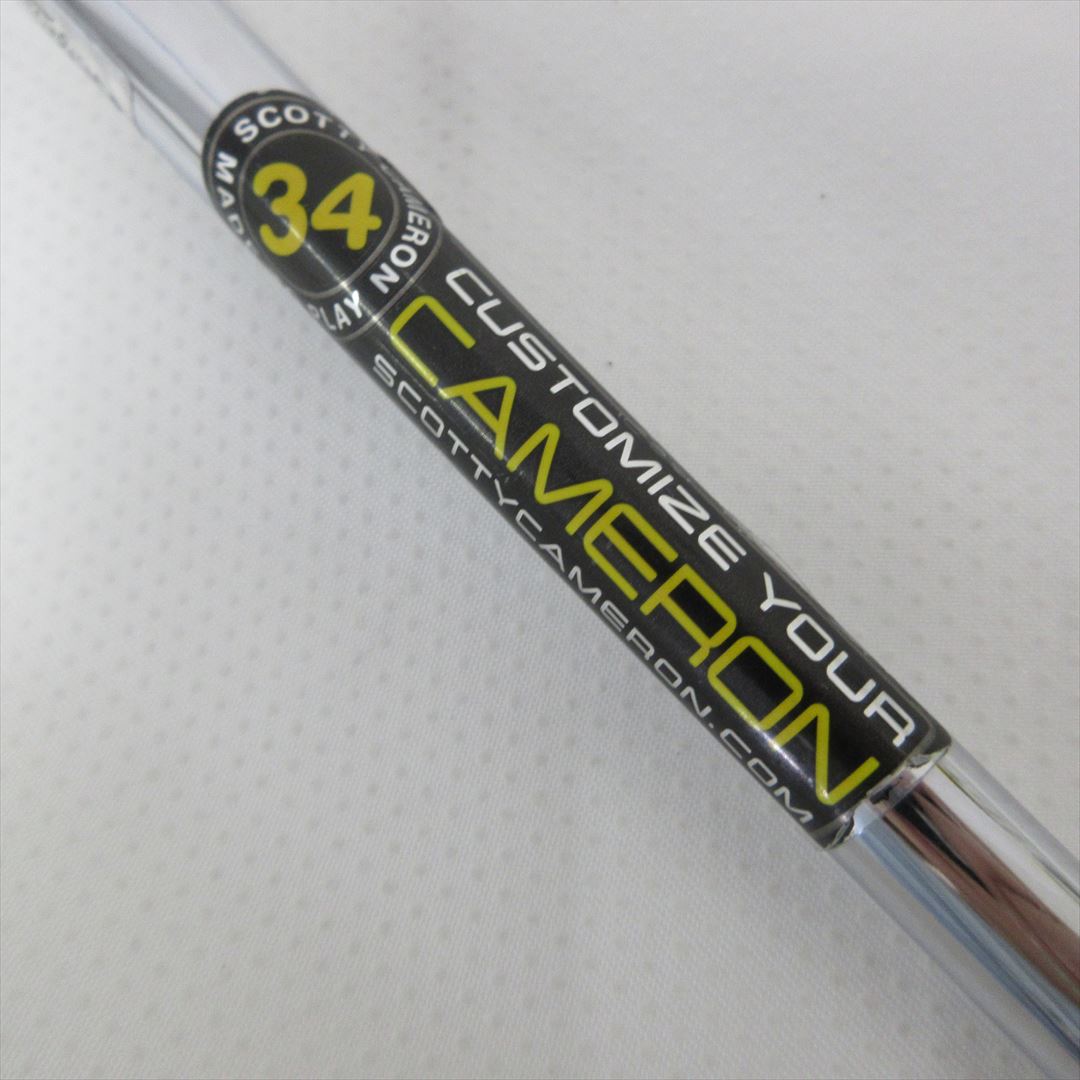 SCOTTY CAMERON
MADE
PLAY
34
CUSTOMIZE YOUR
CAMERON
SCOTTYCAMERON.COM